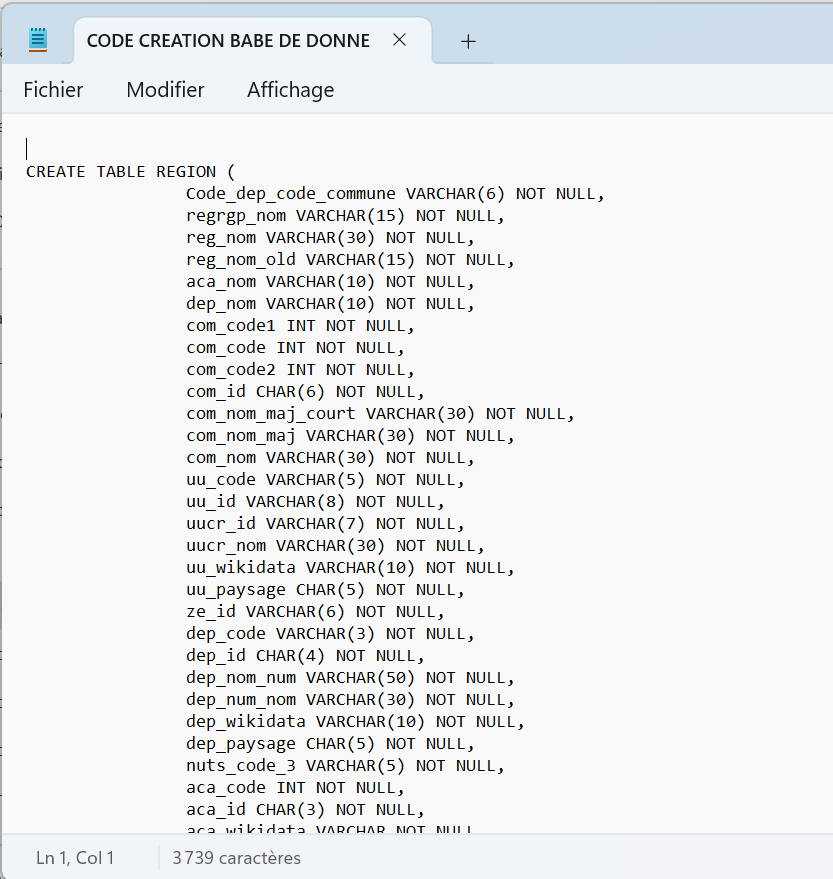 CODE CREATION BABE DE DONNE
Fichier Modifier Affichage
CREATE TABLE REGION (
Code_dep_code_commune VARCHAR(6) NOT NULL,
regrgp_nom VARCHAR(15) NOT NULL,
reg_nom VARCHAR(30) NOT NULL,
reg_nom_old VARCHAR(15) NOT NULL,
aca_nom VARCHAR(10) NOT NULL,
dep_nom VARCHAR(10) NOT NULL,
com_code1 INT NOT NULL,
com_code INT NOT NULL,
com_code2 INT NOT NULL,
com_id CHAR(6) NOT NULL,
com_nom_maj_court VARCHAR(30) NOT NULL,
com_nom_maj VARCHAR(30) NOT NULL,
com_nom VARCHAR(30) NOT NULL,
uu_code VARCHAR(5) NOT NULL,
uu_id VARCHAR(8) NOT NULL,
uucr_id VARCHAR(7) NOT NULL,
uucr_nom VARCHAR(30) NOT NULL,
uu_wikidata VARCHAR(10) NOT NULL,
uu_paysage CHAR(5) NOT NULL,
ze_id VARCHAR(6) NOT NULL,
dep_code VARCHAR(3) NOT NULL,
dep_id CHAR(4) NOT NULL,
dep_nom_num VARCHAR(50) NOT NULL,
dep_num_nom VARCHAR(30) NOT NULL,
dep_wikidata VARCHAR(10) NOT NULL,
dep_paysage CHAR(5) NOT NULL,
nuts_code_3 VARCHAR(5) NOT NULL,
aca_code INT NOT NULL,
aca_id CHAR(3) NOT NULL,
aca_wikidata VARCHAR NOT NULL
Ln 1, Col 1 3 739 caractères